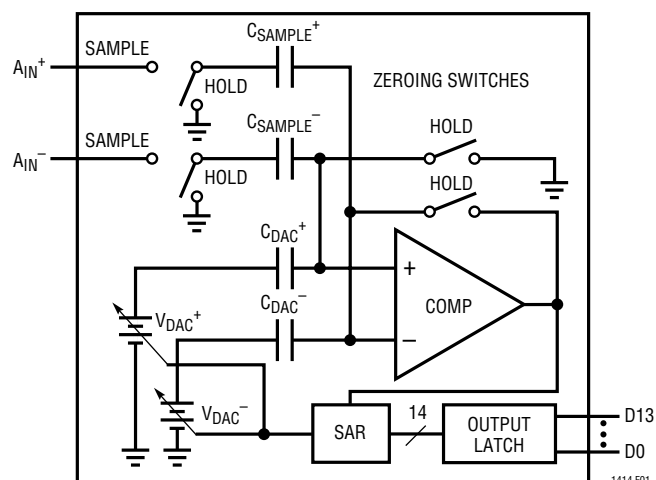 CSAMPLE+
SAMPLE
AIN+
HOLD
ZEROING SWITCHES
CSAMPLE–
SAMPLE
HOLD
AIN–
HOLD
HOLD
CDAC+
+
COMP
CDAC–
VDAC+
–
VDAC–
14
SAR
OUTPUT
LATCH
D13
D0
1414 F01